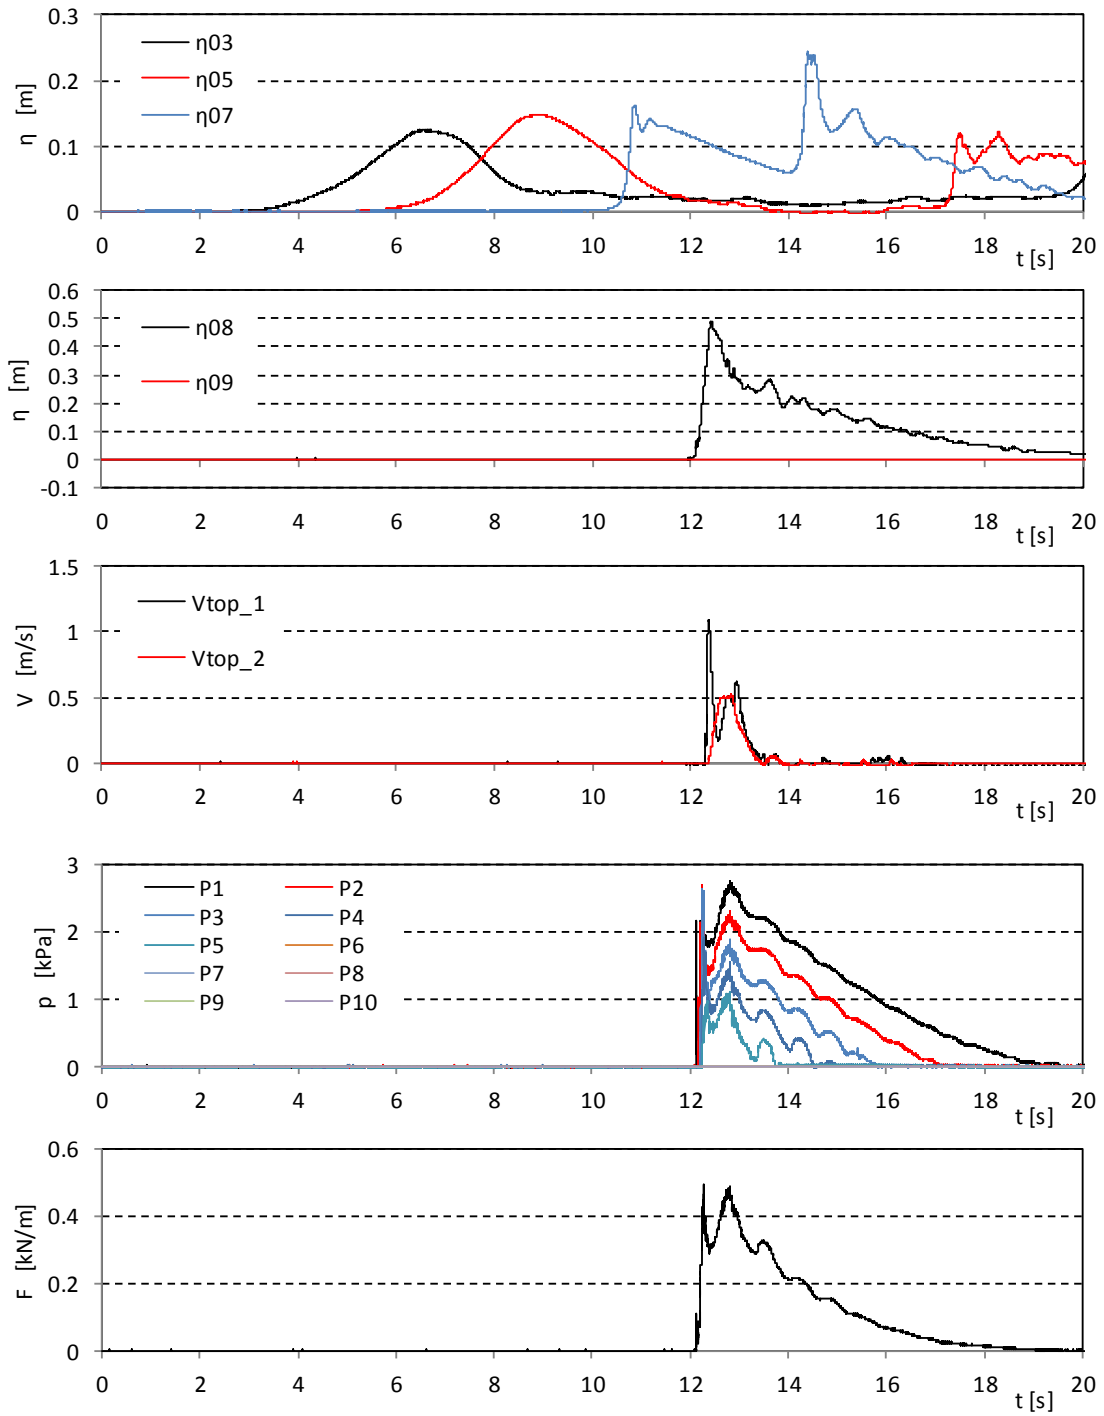 0.3
0.2
0.1
0
η [m]
η03
η05
η07
0 2 4 6 8 10 12 14 16 18 20
t [s]
0.6
0.5
0.4
0.3
0.2
0.1
0
-0.1
η [m]
η08
η09
0 2 4 6 8 10 12 14 16 18 20
t [s]
1.5
1
0.5
0
V [m/s]
Vtop_1
Vtop_2
0 2 4 6 8 10 12 14 16 18 20
t [s]
3
2
1
0
p [kPa]
P1 P2
P3 P4
P5 P6
P7 P8
P9 P10
0 2 4 6 8 10 12 14 16 18 20
t [s]
0.6
0.4
0.2
0
F [kN/m]
0 2 4 6 8 10 12 14 16 18 20
t [s]